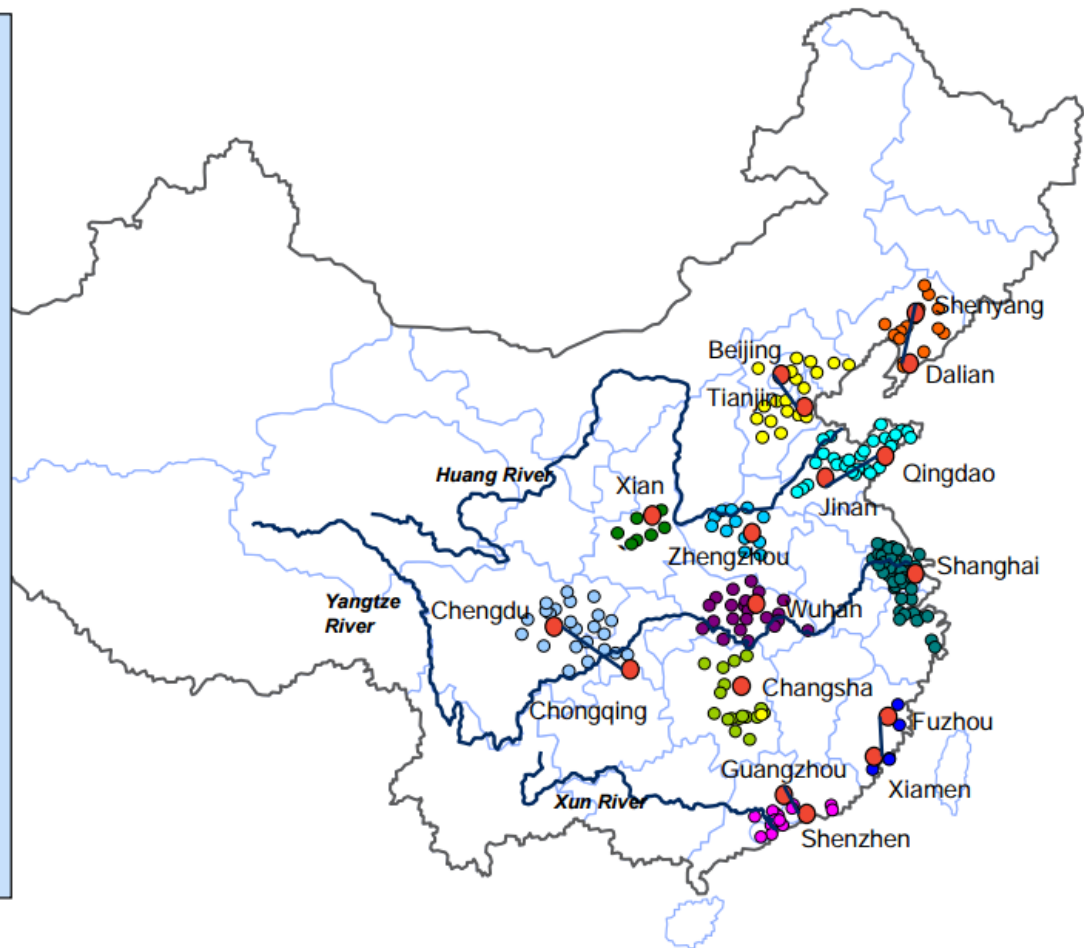 Shenyang
Beijing
Dalian
Tianjin
Huang River
Qingdao
Xian
Jinan
Zhengzhou
Shanghai
Yangtze
River
Chengdu
Wuhan
Changsha
Chongqing
Fuzhou
Guangzhou
Xiamen
Xun River
Shenzhen